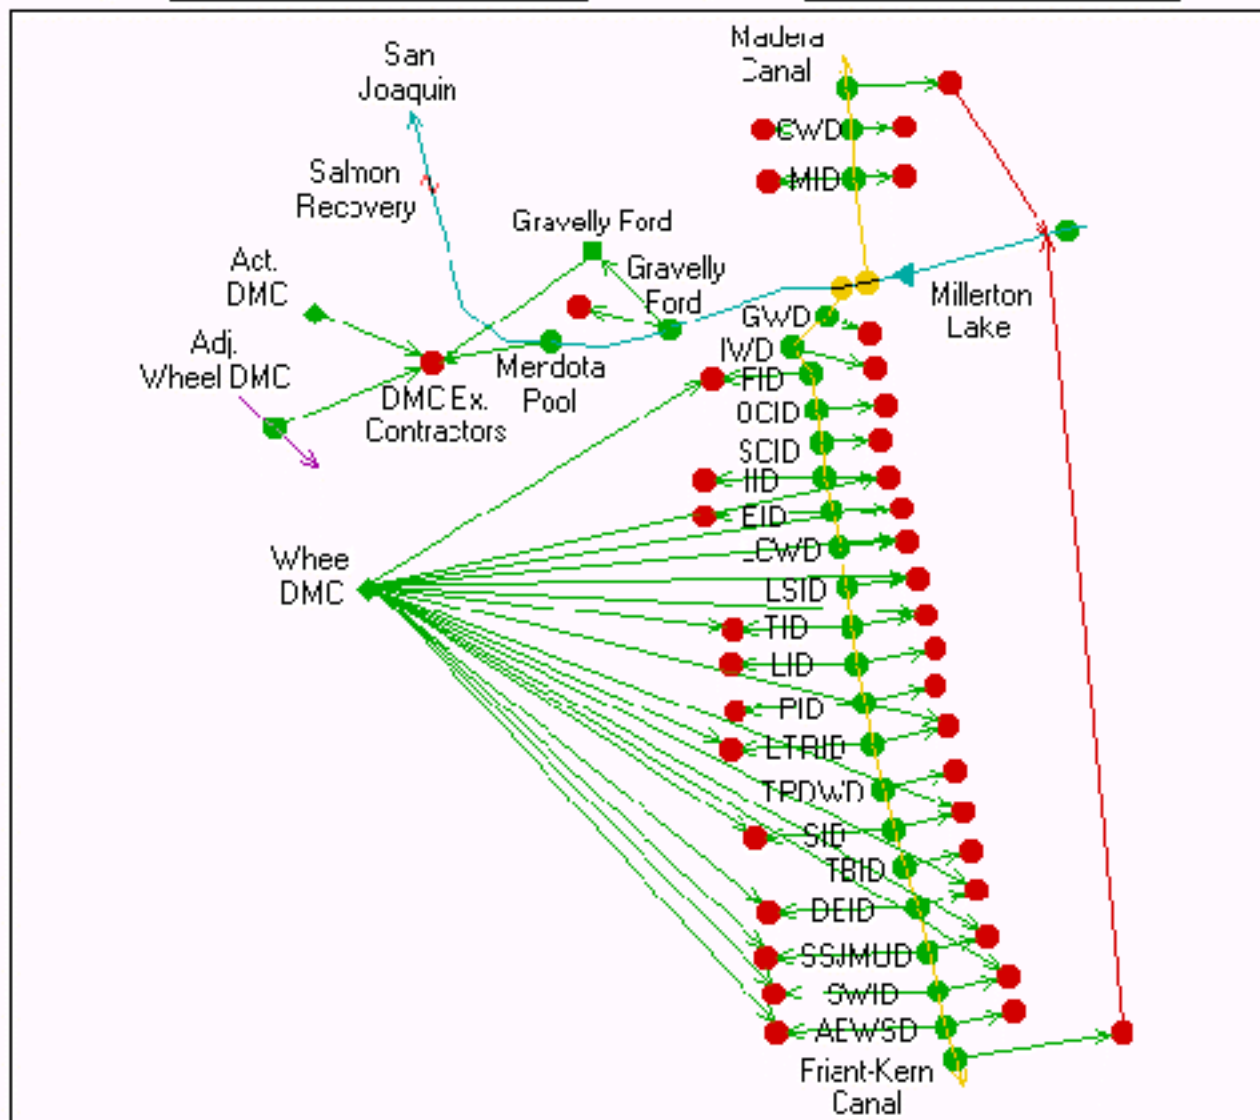 Madera
Canal
San
Joaquin
CWD
MID
Salmon
Recovery
Gravelly Ford
Gravelly
Ford
Act.
DMC
Millerton
Lake
GWD
Adj.
Wheel DMC
IWD
Mendota
Pool
FID
DMC Ex.
Contractors
OCID
SCID
IID
EID
Whee
DMC
LCWD
LSID
TID
LID
PID
LTRID
TPDWD
SID
TBID
DEID
SSJMUD
SWID
AEWSD
Friant-Kern
Canal